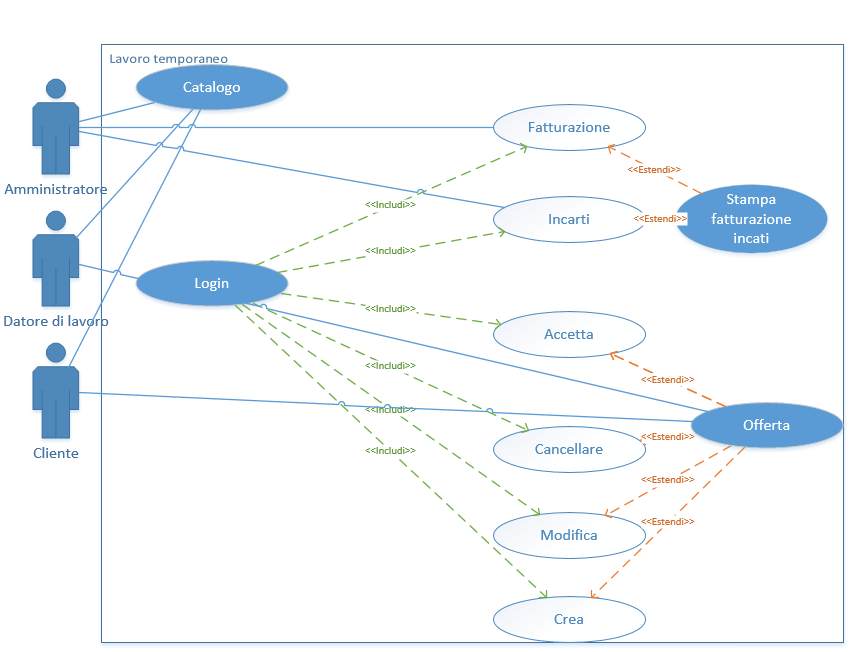 Lavoro temporaneo
Catalogo
Amministratore
Fatturazione
<<Estendi>>
Stampa
fatturazione
incati
<<Includi>>
Incarti
<<Estendi>>
<<Includi>>
Datore di lavoro
Login
<<Includi>>
Accetta
<<Includi>>
<<Estendi>>
Cliente
<<Includi>>
Offerta
<<Estendi>>
Cancellare
<<Includi>>
<<Estendi>>
<<Estendi>>
Modifica
Crea